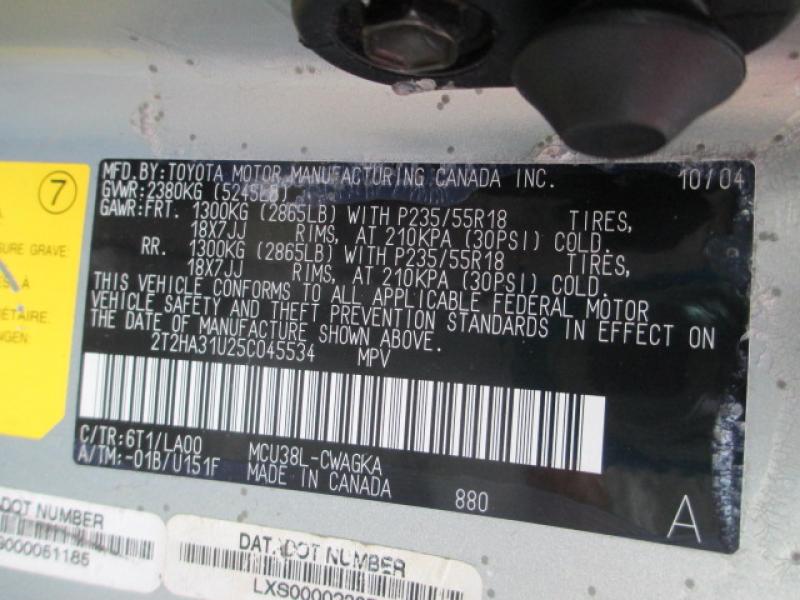 7
MFD.BY:TOYOTA MOTOR MANUFACTURING CANADA INC. 10/04
GVWR:2380KG (5245LB)
GAWR:FRT. 1300KG (2865LB) WITH P235/55R18 TIRES,
18X7JJ RIMS, AT 210KPA (30PSI) COLD.
RR. 1300KG (2865LB) WITH P235/55R18 TIRES,
18X7JJ RIMS, AT 210KPA (30PSI) COLD.
THIS VEHICLE CONFORMS TO ALL APPLICABLE FEDERAL MOTOR
VEHICLE SAFETY AND THEFT PREVENTION STANDARDS IN EFFECT ON
THE DATE OF MANUFACTURE SHOWN ABOVE.
2T2HA31U25C045534 MPV
C/TR:6T1/LA00 MCU38L-CWAGKA
A/TM:-01B/U151F MADE IN CANADA 880
A
SURE GRAVE.
DOT NUMBER
DOT NUMBER